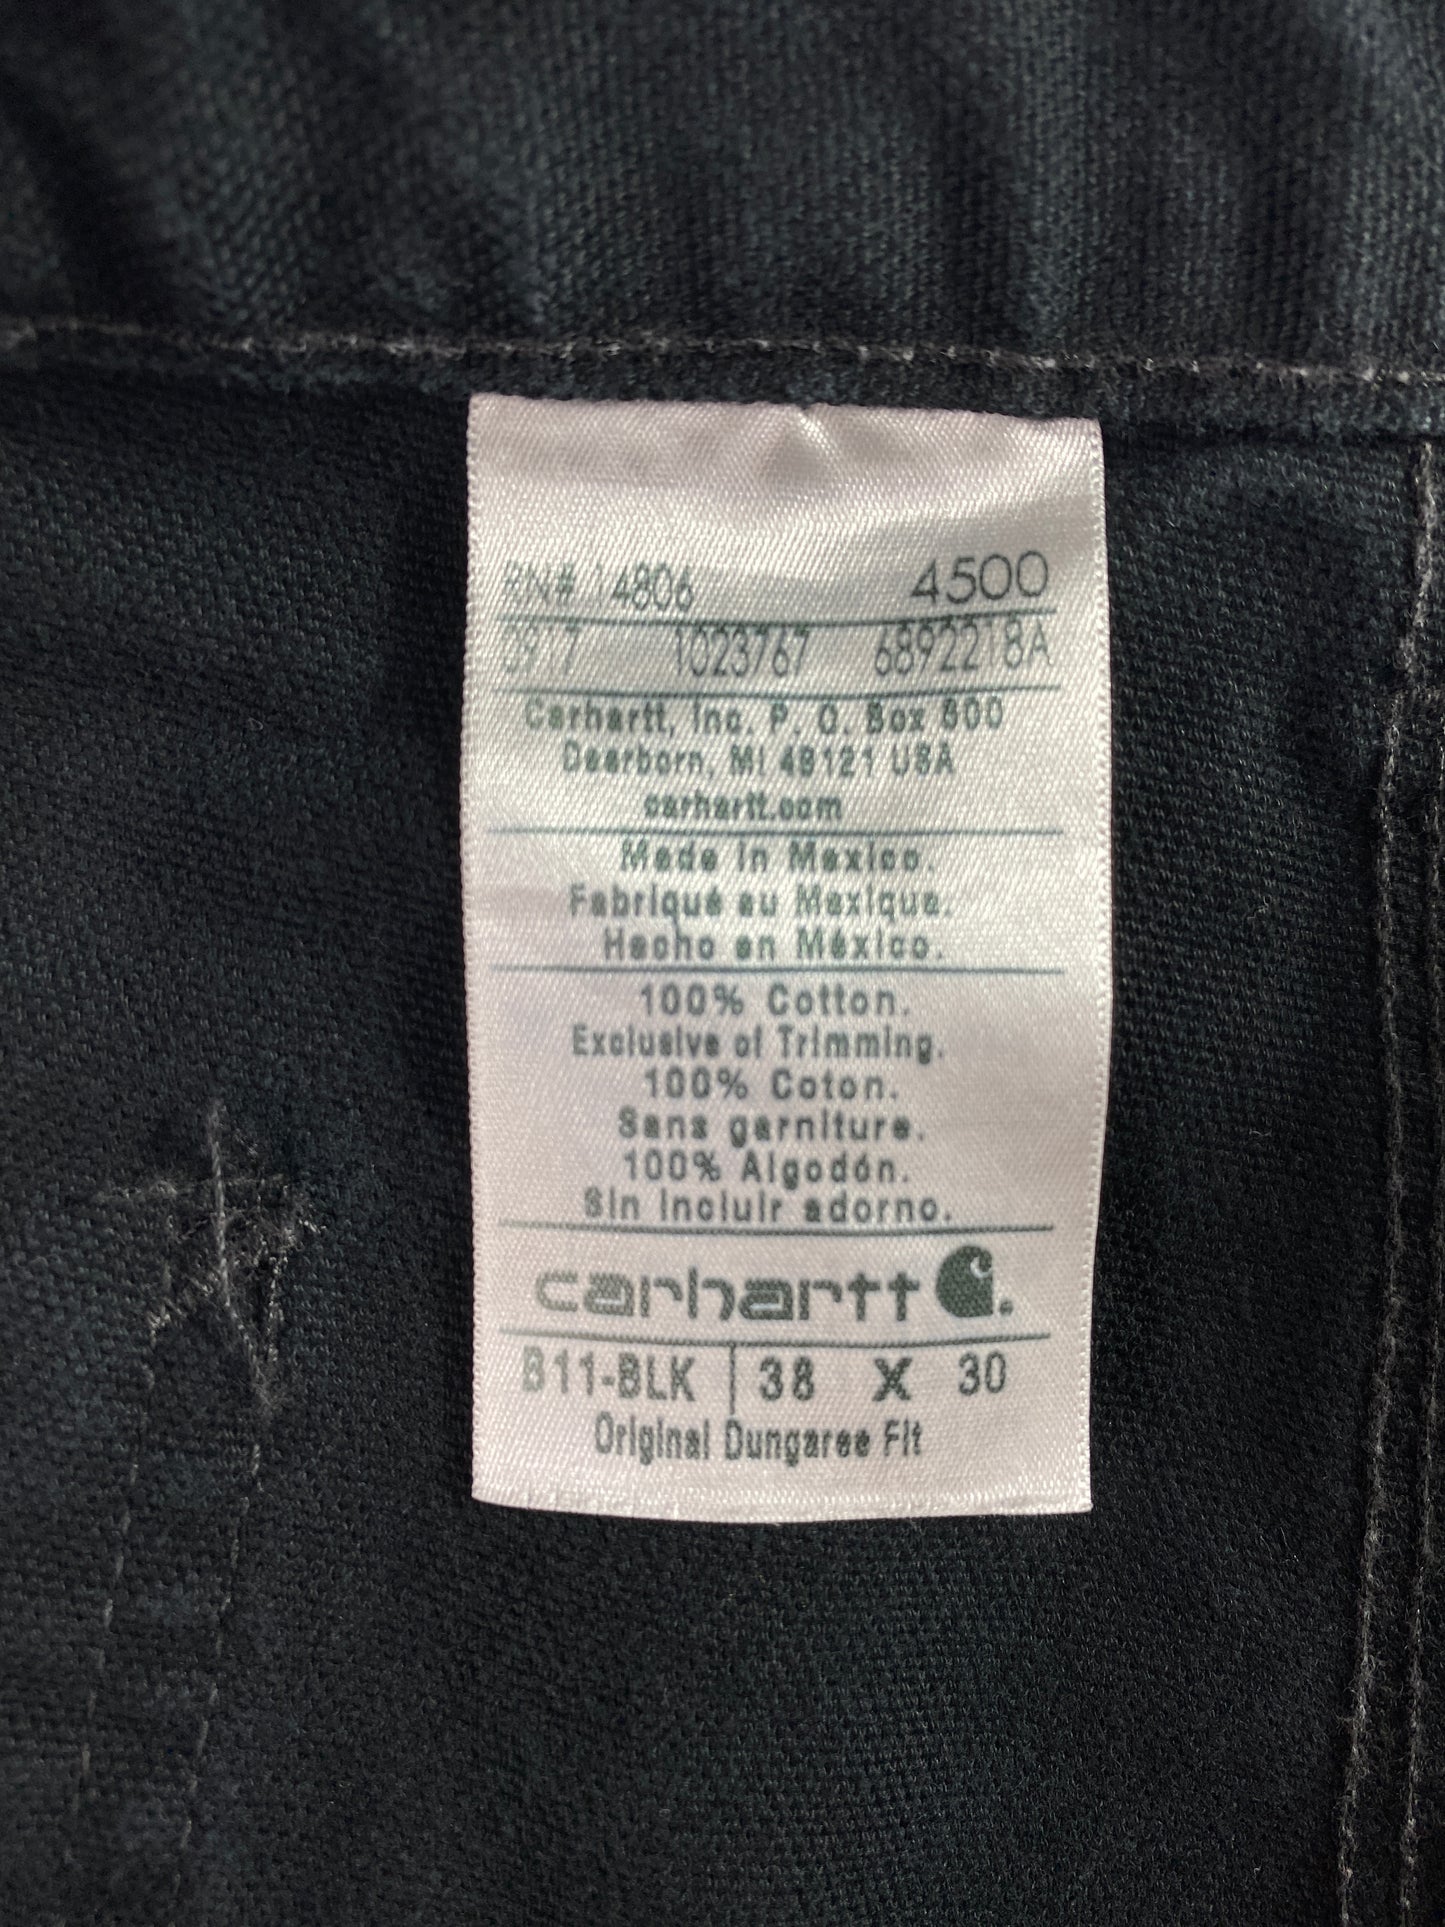 RN# 14806 4500
0917 1023767 6892218A
Carhartt, Inc. P. O. Box 600
Dearborn, MI 48121 USA
carhartt.com
Made in Mexico.
Fabriqué au Mexique.
Hecho en México.
100% Cotton.
Exclusive of Trimming.
100% Coton.
Sans garniture.
100% Algodón.
Sin incluir adorno.
carhartt
B11-BLK | 38 X 30
Original Dungaree Fit